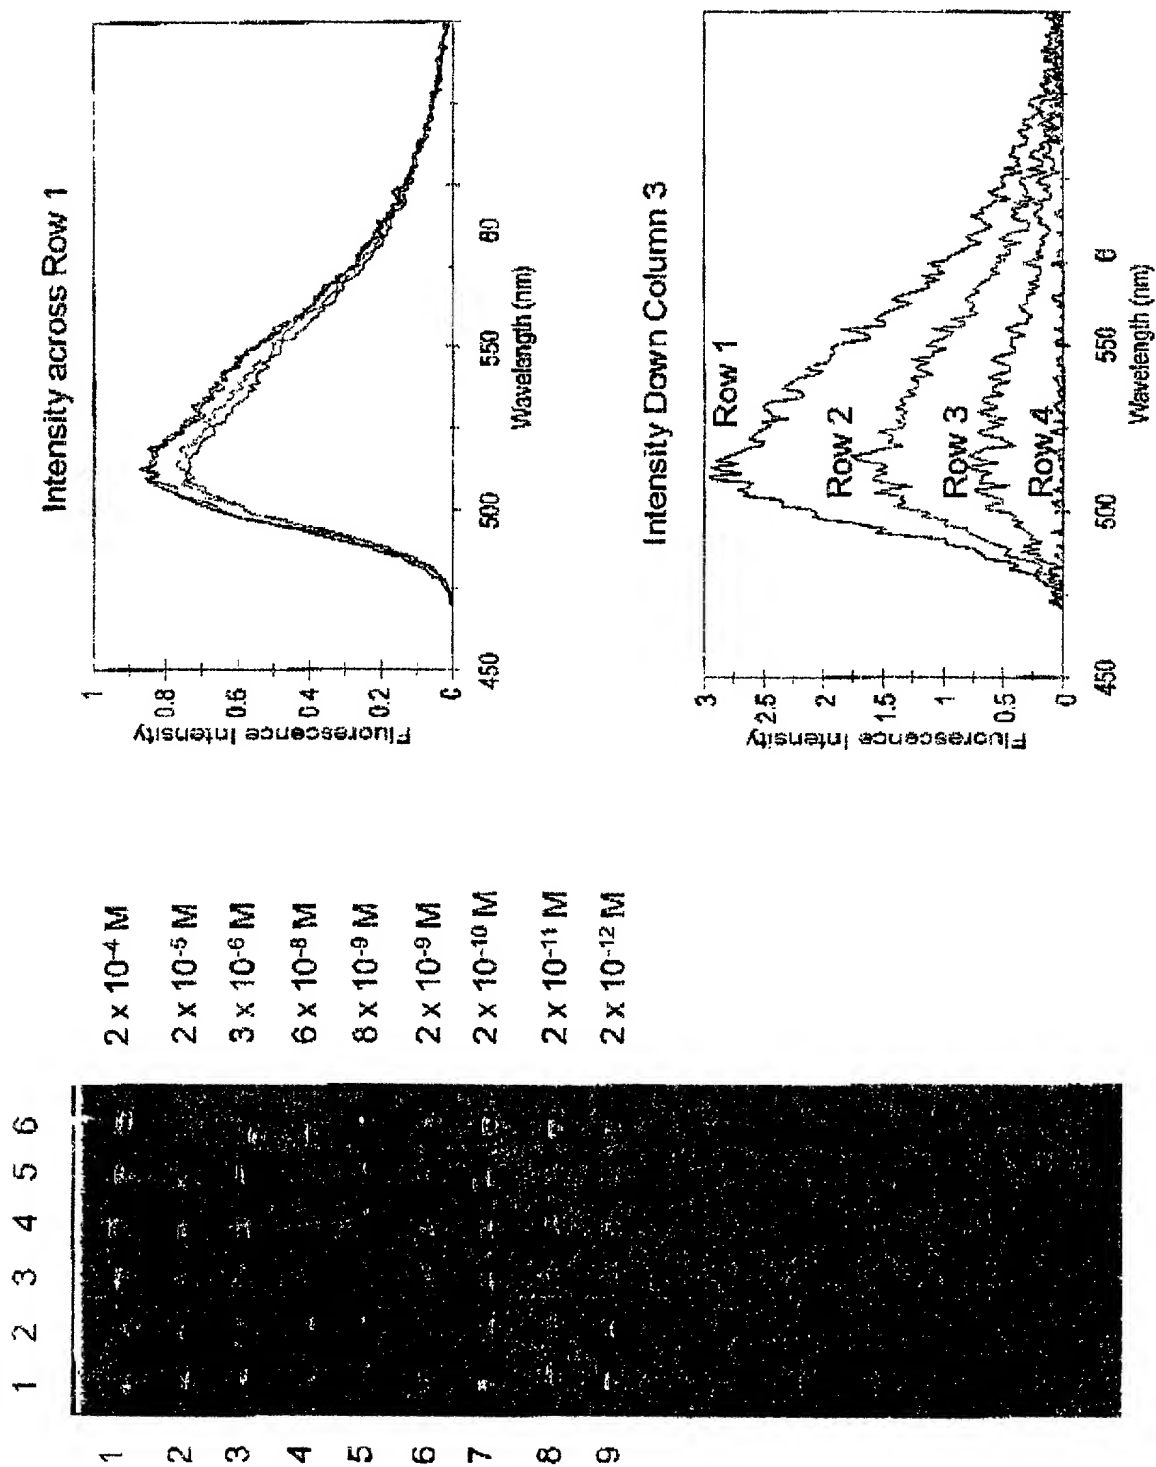 1 2 3 4 5 6
1 2 x 10-4 M
2 2 x 10-5 M
3 3 x 10-6 M
4 6 x 10-8 M
5 8 x 10-9 M
6 2 x 10-9 M
7 2 x 10-10 M
8 2 x 10-11 M
9 2 x 10-12 M
Intensity across Row 1
Fluorescence Intensity
1
0.8
0.6
0.4
0.2
0
450 500 550 60
Wavelength (nm)
Intensity Down Column 3
Fluorescence Intensity
3
2.5
2
1.5
1
0.5
0
Row 1
Row 2
Row 3
Row 4
450 500 550 6
Wavelength (nm)